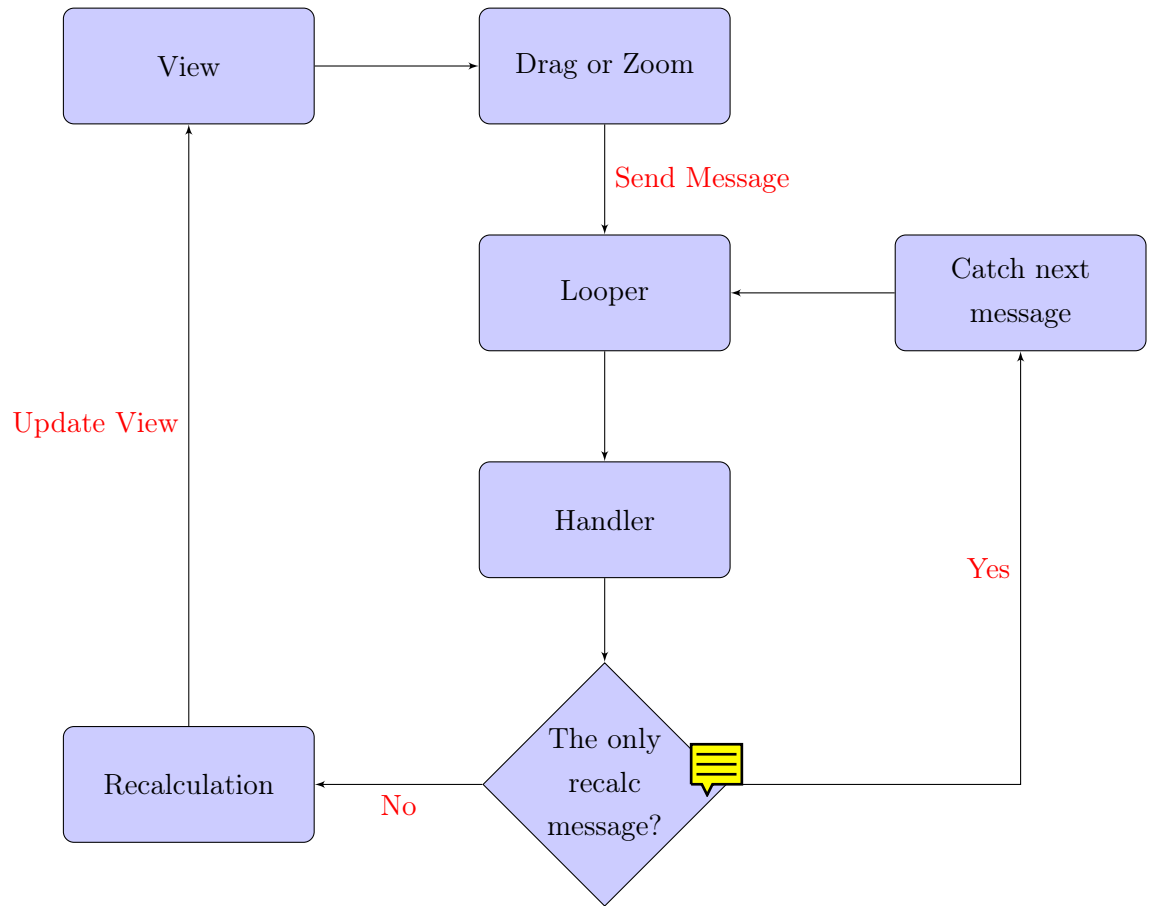 View
Drag or Zoom
Send Message
Looper
Catch next
message
Update View
Handler
Yes
The only
recalc
message?
Recalculation
No